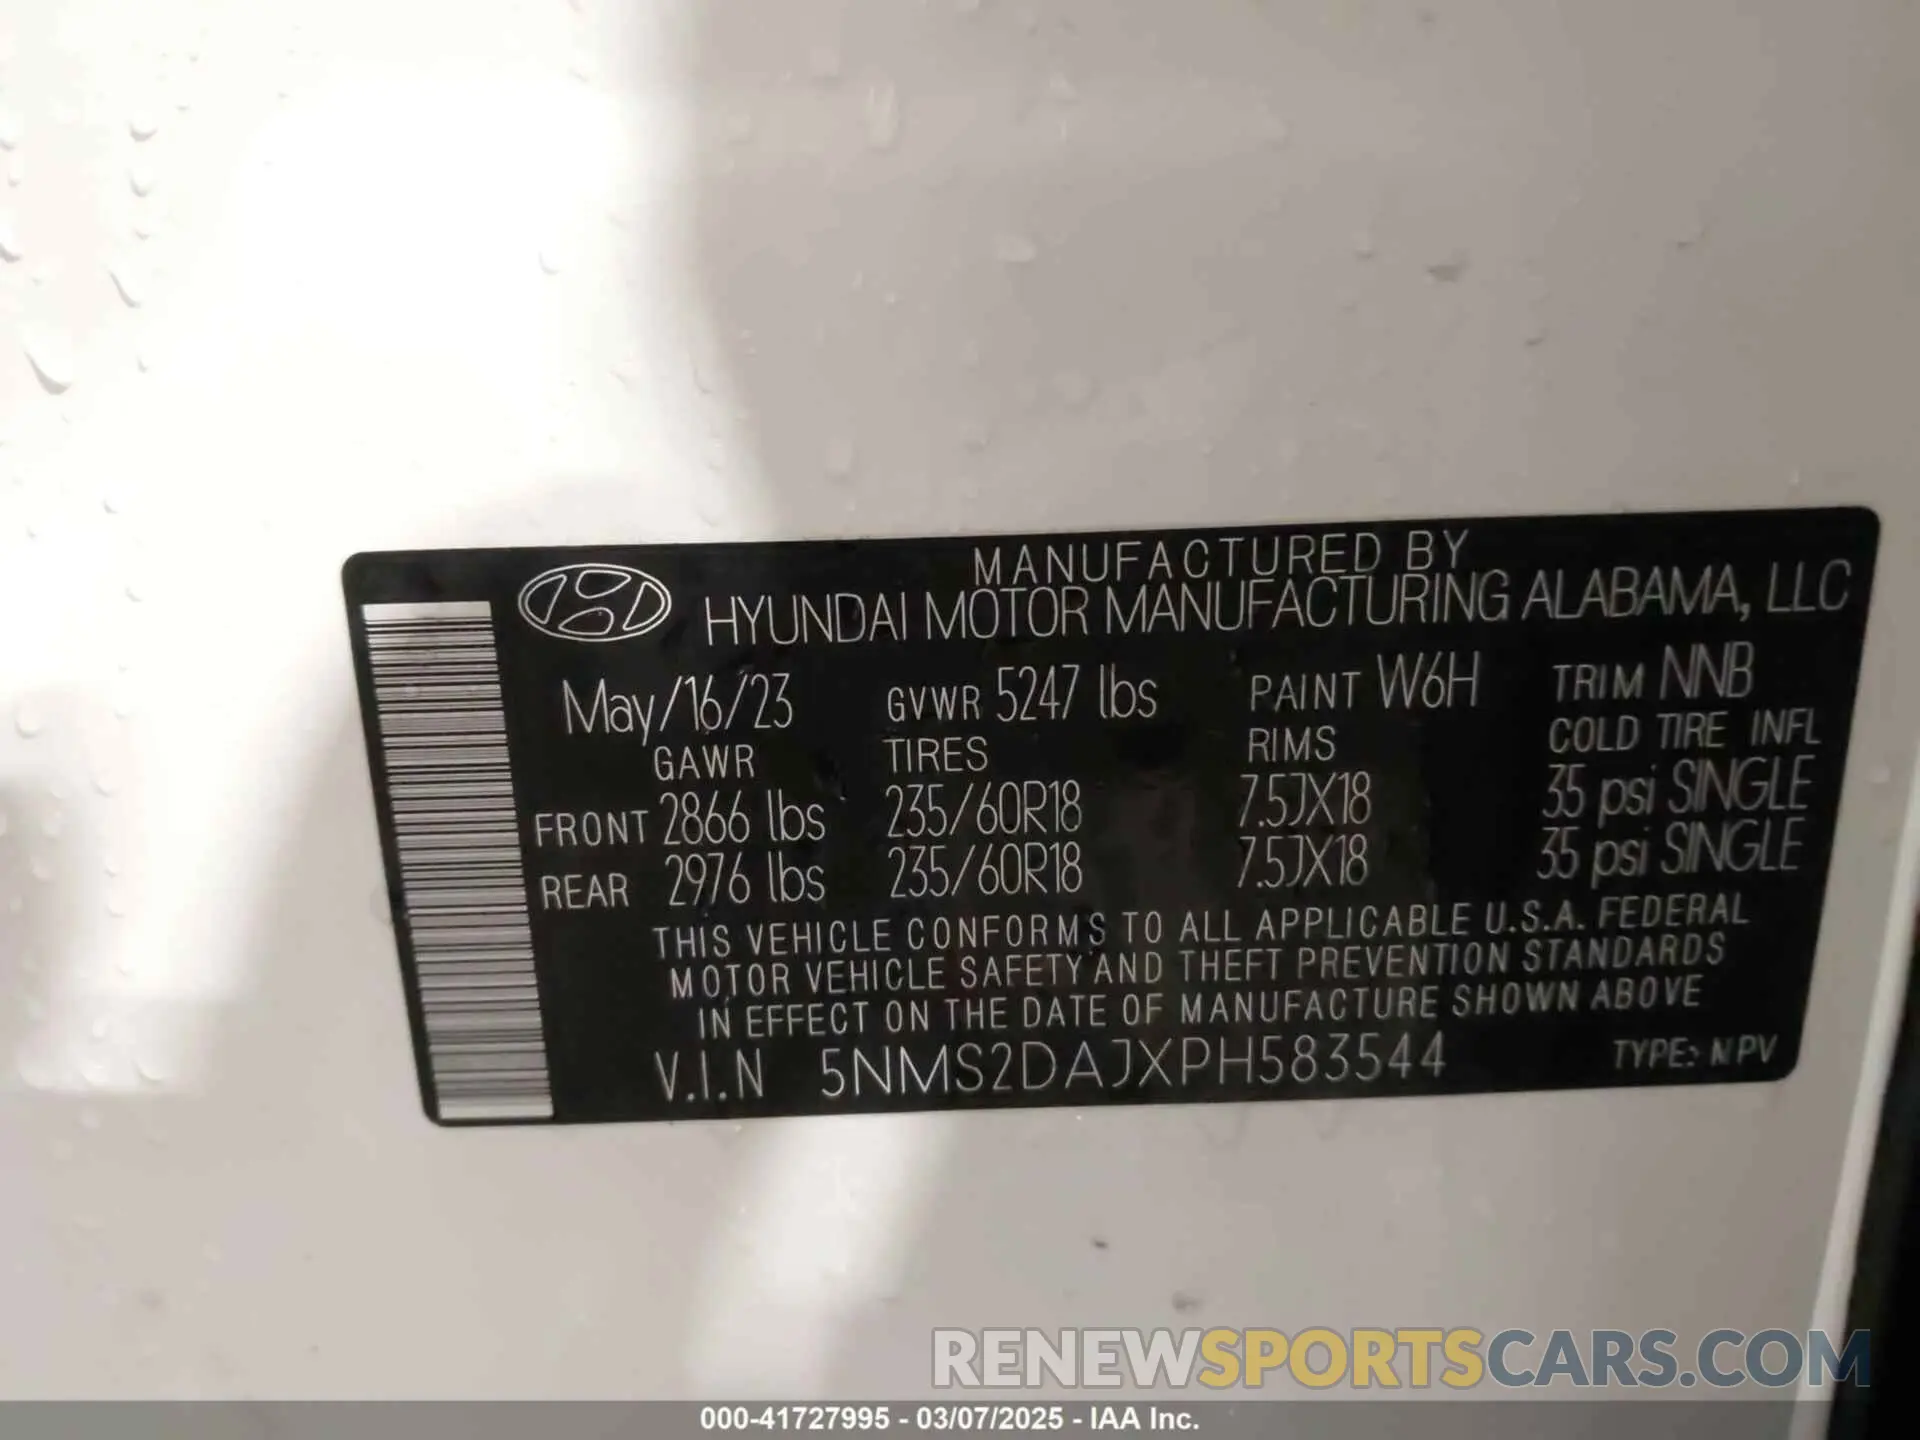 MANUFACTURED BY
HYUNDAI MOTOR MANUFACTURING ALABAMA, LLC
May/16/23 GVWR 5247 lbs PAINT W6H TRIM NNB
GAWR TIRES RIMS COLD TIRE INFL
FRONT 2866 lbs 235/60R18 7.5JX18 35 psi SINGLE
REAR 2976 lbs 235/60R18 7.5JX18 35 psi SINGLE
THIS VEHICLE CONFORMS TO ALL APPLICABLE U.S.A. FEDERAL
MOTOR VEHICLE SAFETY AND THEFT PREVENTION STANDARDS
IN EFFECT ON THE DATE OF MANUFACTURE SHOWN ABOVE
V.I.N 5NMS2DAJXPH583544 TYPE: MPV
RENEWSPORTSCARS.COM
000-41727995 - 03/07/2025 - IAA Inc.